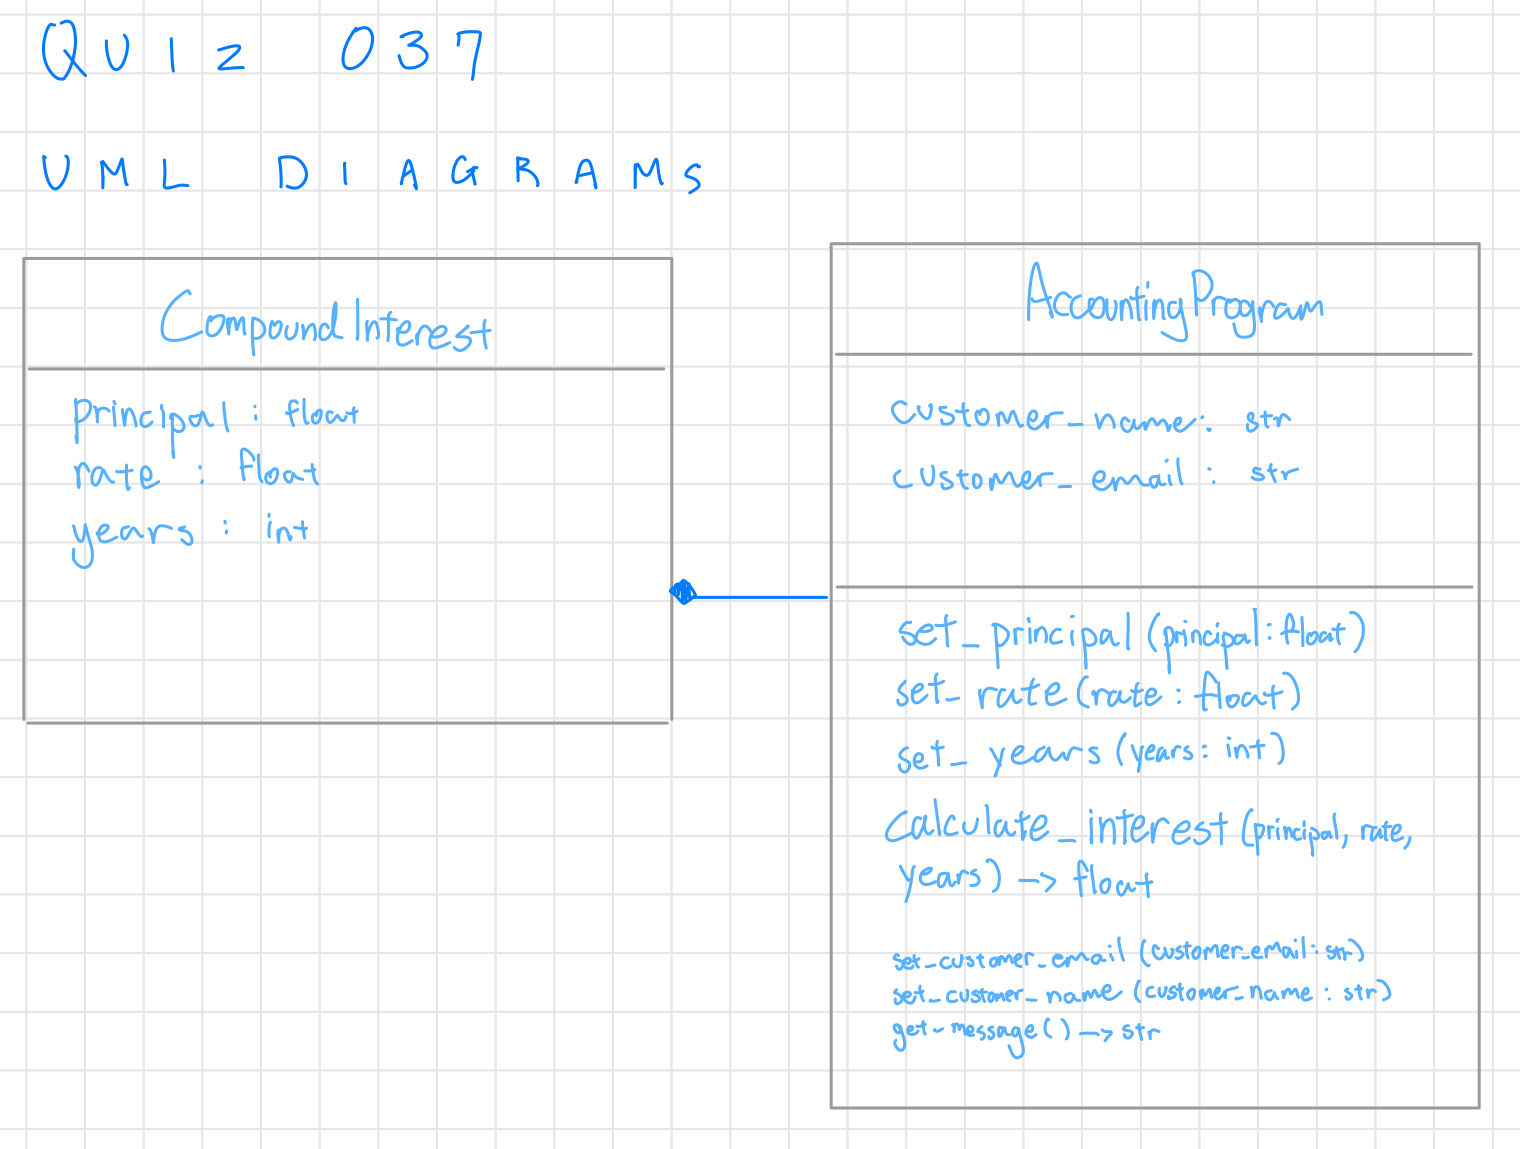 QUIZ 037
UML DIAGRAMS
CompoundInterest
principal : float
rate : float
years : int
AccountingProgram
customer_name: str
customer_email : str
set_principal (principal: float)
set_rate (rate : float)
set_years (years: int)
calculate_interest (principal, rate,
years) -> float
set_customer_email (customer_email: str)
set_customer_name (customer_name : str)
get_message() -> str